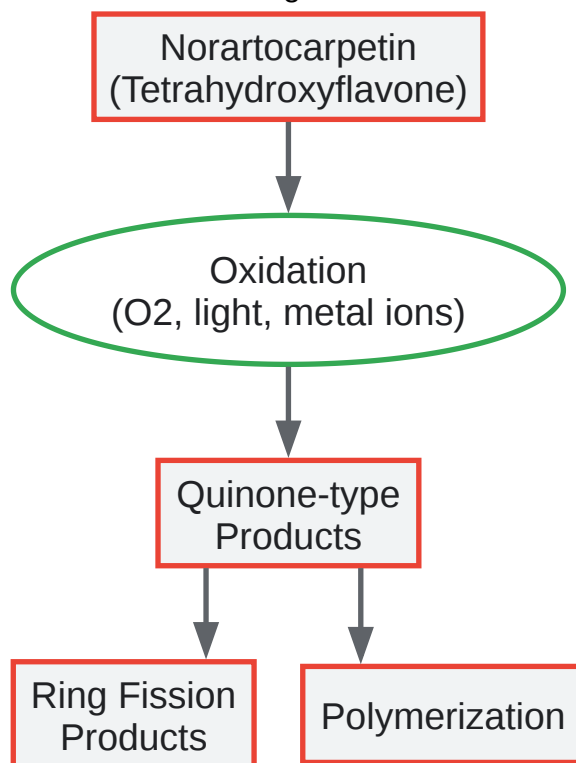 Norartocarpetin
(Tetrahydroxyflavone)
Oxidation
(O2, light, metal ions)
Quinone-type
Products
Ring Fission
Products
Polymerization